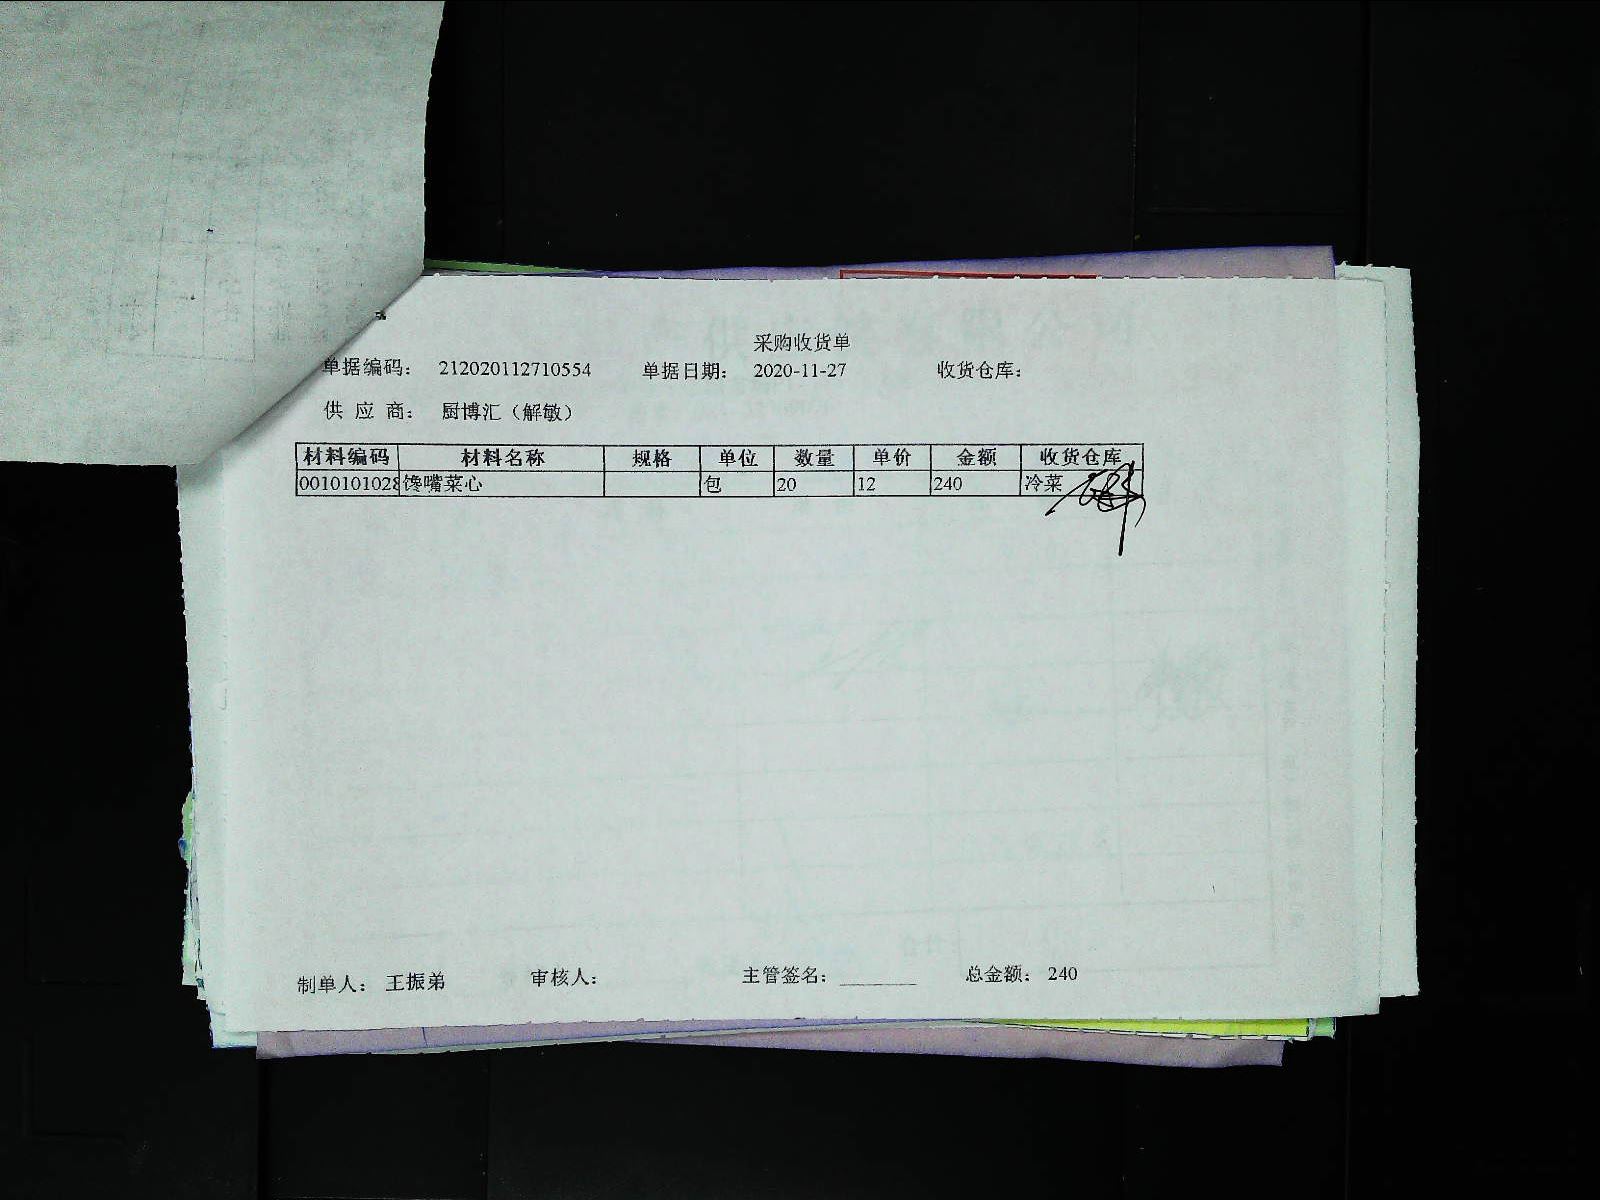 采购收货单
单据编码： 212020112710554 单据日期： 2020-11-27 收货仓库：
供 应 商： 厨博汇（解敏）
材料编码 材料名称 规格 单位 数量 单价 金额 收货仓库
0010101028 馋嘴菜心 包 20 12 240 冷菜
制单人： 王振弟 审核人： 主管签名：________ 总金额： 240